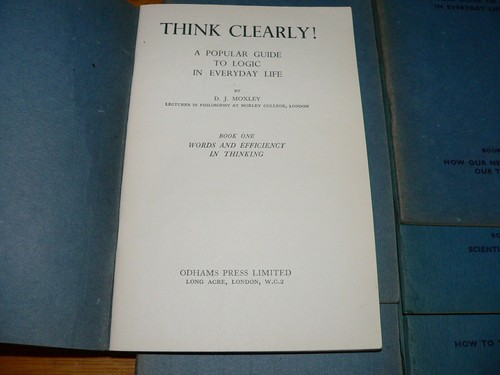 THINK CLEARLY!
A POPULAR GUIDE
TO LOGIC
IN EVERYDAY LIFE
BY
D. J. MOXLEY
LECTURER IN PHILOSOPHY AT MORLEY COLLEGE, LONDON
BOOK ONE
WORDS AND EFFICIENCY
IN THINKING
ODHAMS PRESS LIMITED
LONG ACRE, LONDON, W.C.2
IN EVERYDAY LIFE
HOW OUR
OUR
SCIENTI
HOW TO